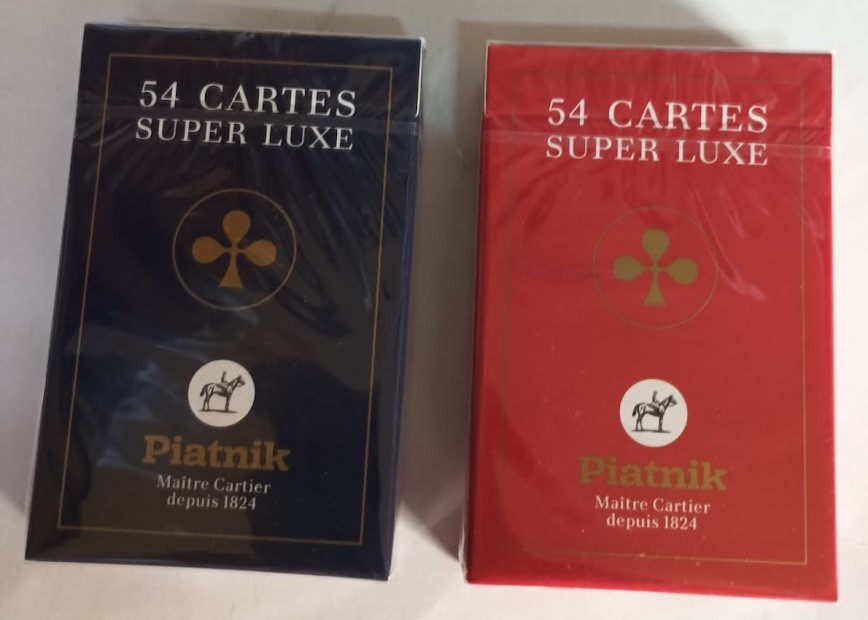 54 CARTES
SUPER LUXE
Piatnik
Maître Cartier
depuis 1824
54 CARTES
SUPER LUXE
Piatnik
Maître Cartier
depuis 1824